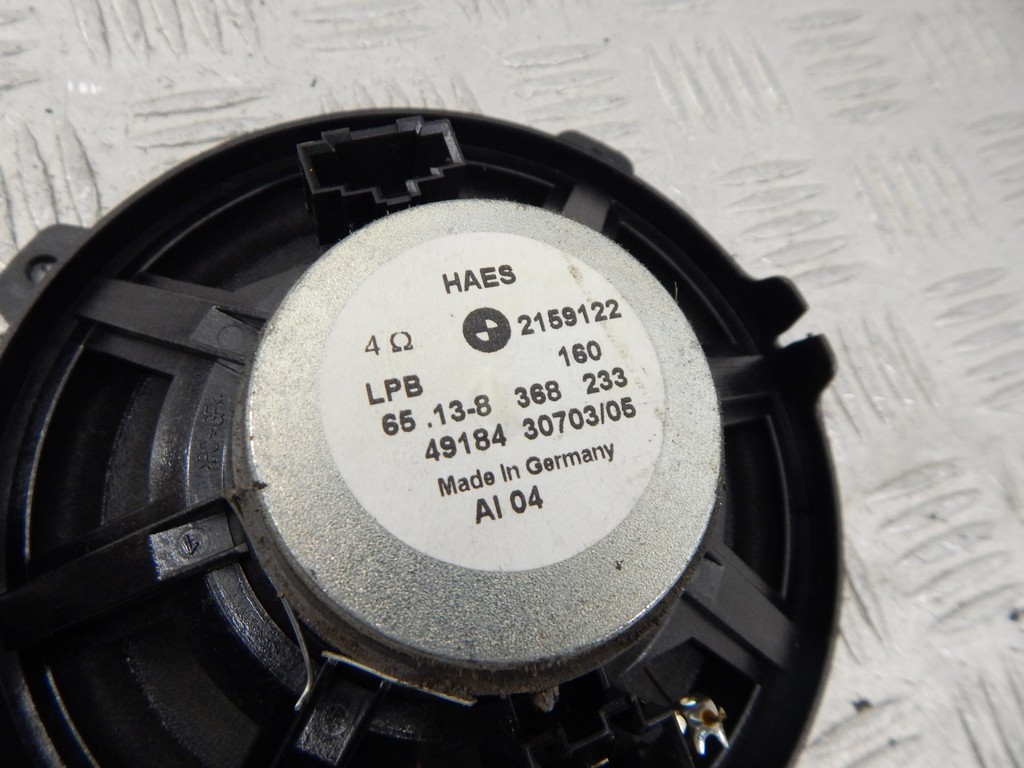 HAES
4 Ω 2159122
LPB 160
65 .13-8 368 233
49184 30703/05
Made In Germany
AI 04